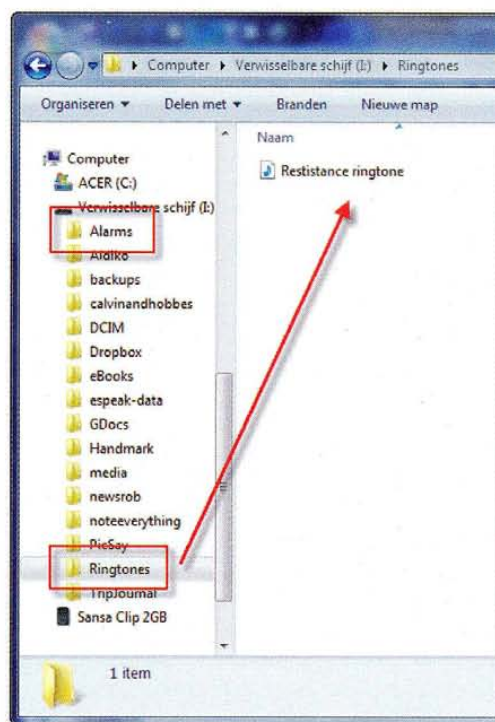 Computer ▸ Verwisselbare schijf (I:) ▸ Ringtones
Organiseren Delen met Branden Nieuwe map
Naam
Restistance ringtone
Computer
ACER (C:)
Verwisselbare schijf (I:)
Alarms
Aldiko
backups
calvinandhobbes
DCIM
Dropbox
eBooks
espeak-data
GDocs
Handmark
media
newsrob
noteeverything
PicSay
Ringtones
TripJournal
Sansa Clip 2GB
1 item